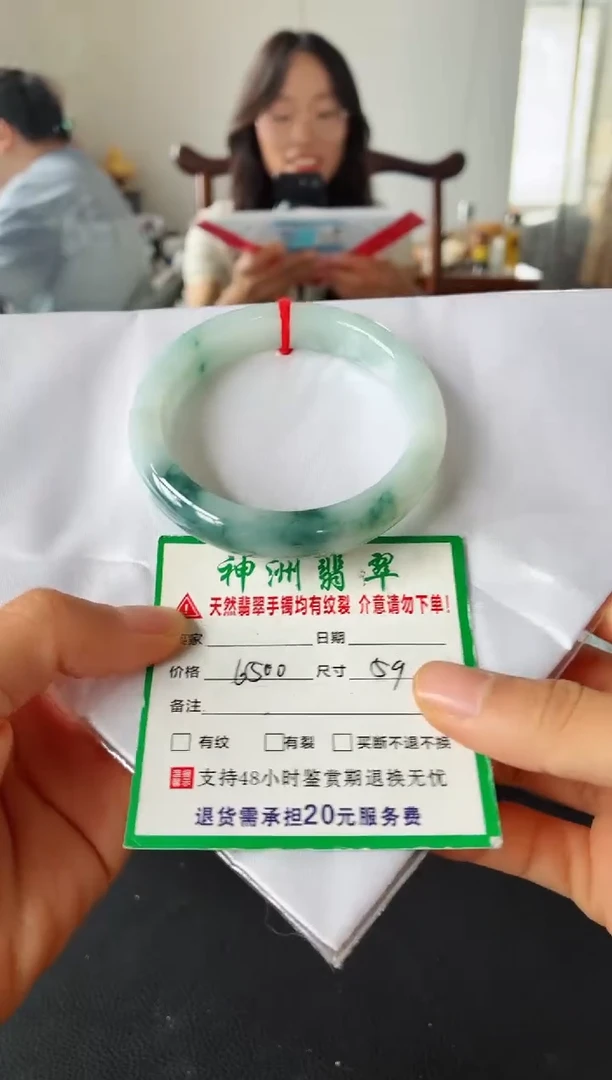 神洲翡翠
天然翡翠手镯均有纹裂 介意请勿下单!
家 日期
价格 6500 尺寸 59
备注
有纹 有裂 买断不退不换
支持48小时鉴赏期退换无忧
退货需承担20元服务费